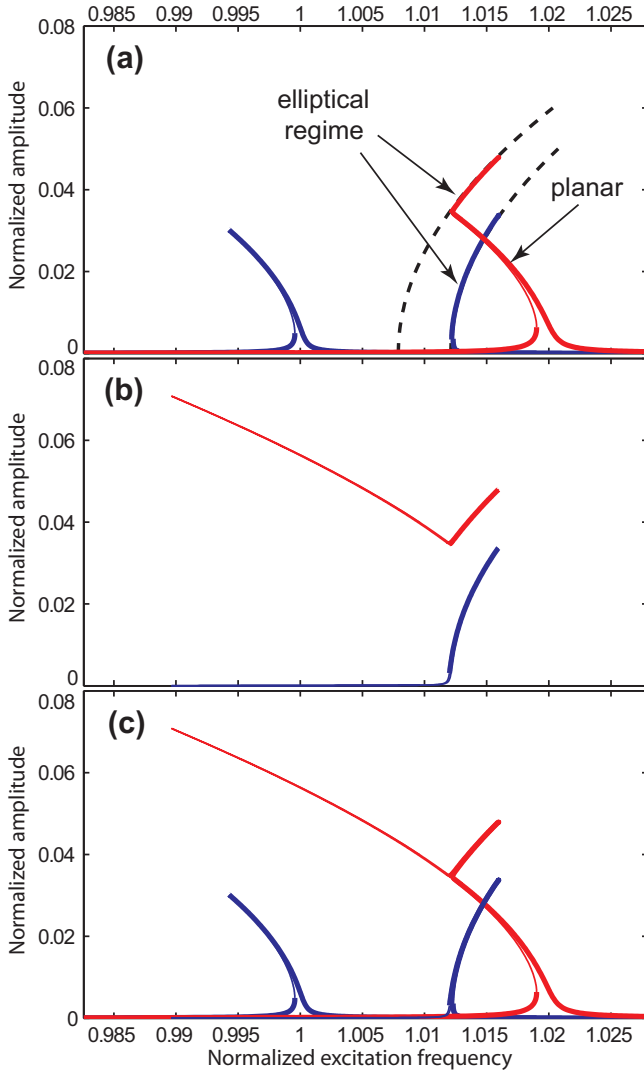 0.985 0.99 0.995 1 1.005 1.01 1.015 1.02 1.025
0.08
(a)
elliptical
regime
0.06
planar
0.04
0.02
0
Normalized amplitude
0.08
(b)
0.06
0.04
0.02
0
Normalized amplitude
0.08
(c)
0.06
0.04
0.02
0
Normalized amplitude
0.985 0.99 0.995 1 1.005 1.01 1.015 1.02 1.025
Normalized excitation frequency